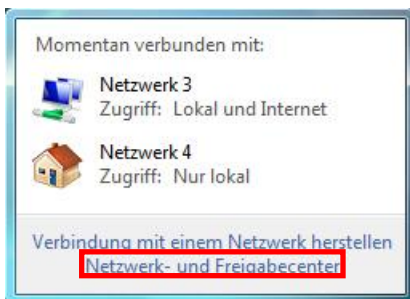 Momentan verbunden mit:
Netzwerk 3
Zugriff: Lokal und Internet
Netzwerk 4
Zugriff: Nur lokal
Verbindung mit einem Netzwerk herstellen
Netzwerk- und Freigabecenter